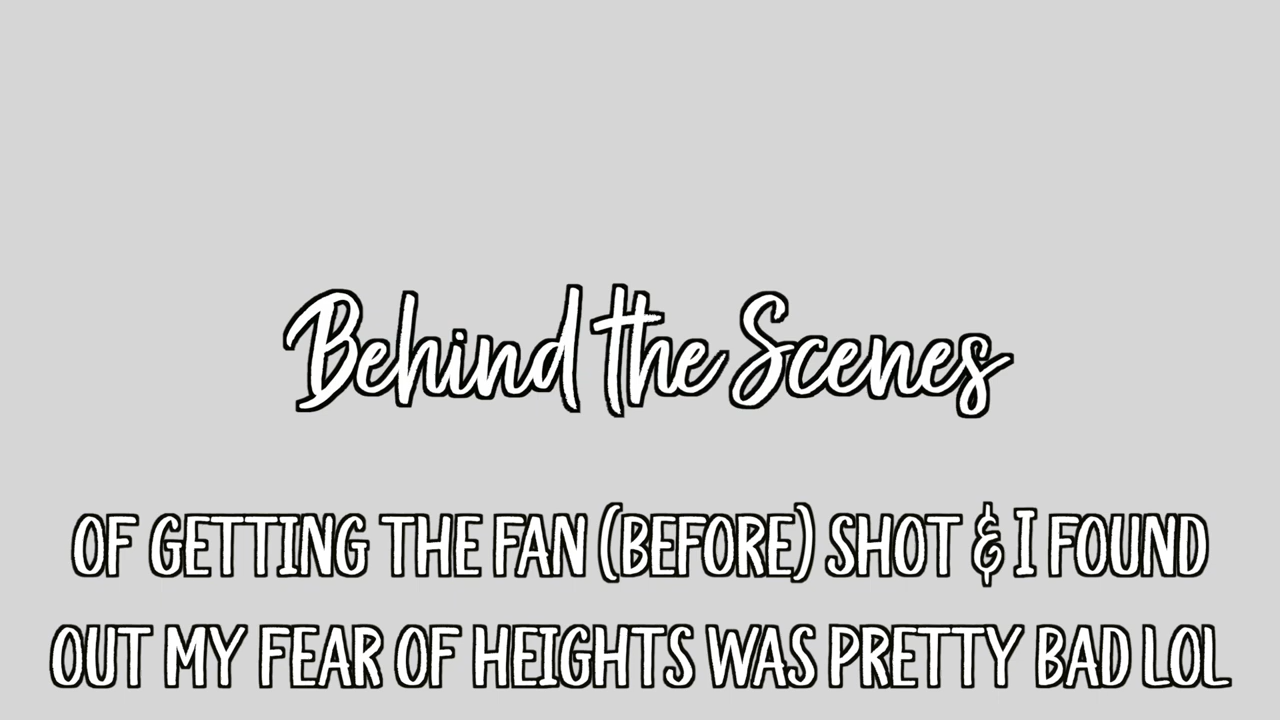 Behind the Scenes
OF GETTING THE FAN (BEFORE) SHOT & I FOUND
OUT MY FEAR OF HEIGHTS WAS PRETTY BAD LOL